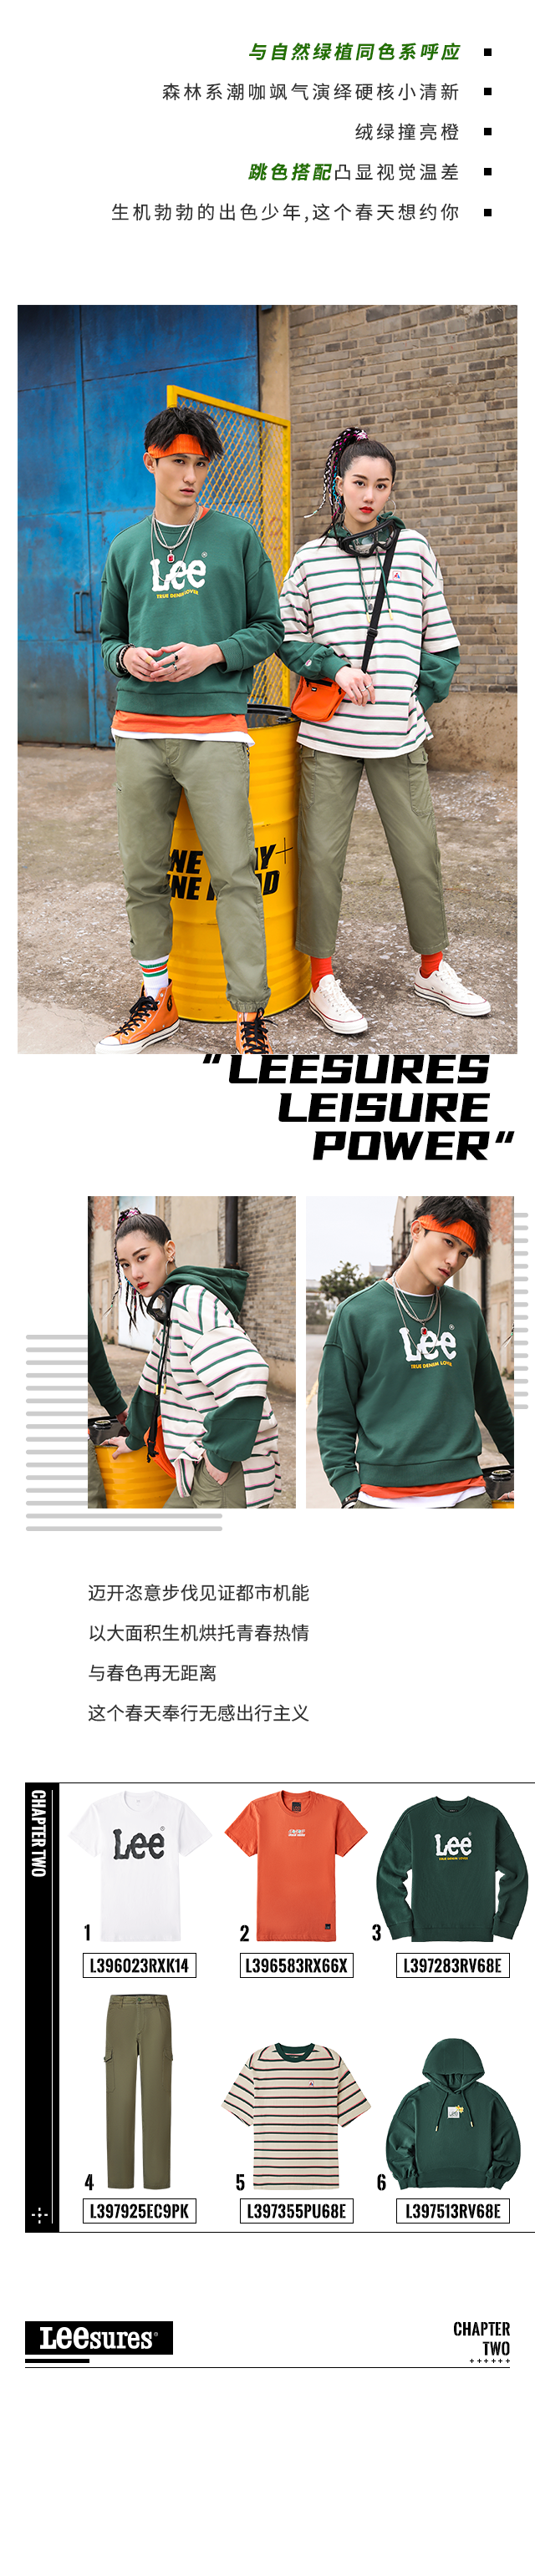 与自然绿植同色系呼应
森林系潮咖飒气演绎硬核小清新
绒绿撞亮橙
跳色搭配凸显视觉温差
生机勃勃的出色少年,这个春天想约你
Lee
TRUE DENIM LOVER
"LEESURES
LEISURE
POWER"
Lee
TRUE DENIM LOVER
迈开恣意步伐见证都市机能
以大面积生机烘托青春热情
与春色再无距离
这个春天奉行无感出行主义
CHAPTER TWO
Lee
Lee
1
2
3
L396023RXK14
L396583RX66X
L397283RV68E
4
5
6
L397925EC9PK
L397355PU68E
L397513RV68E
LEEsures®
CHAPTER
TWO